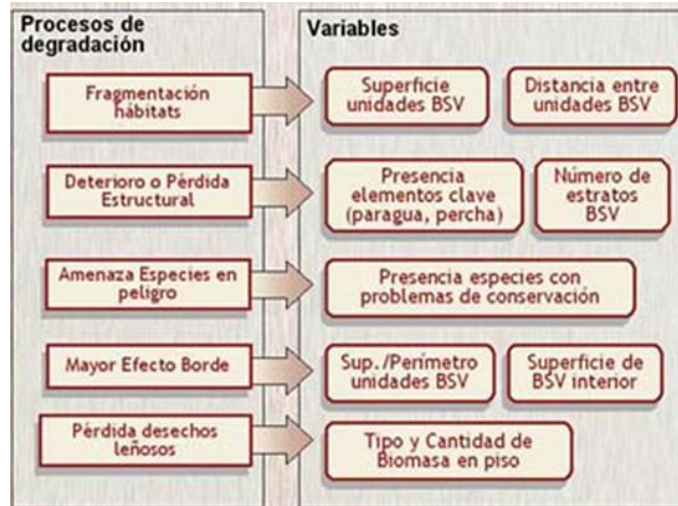 Procesos de
degradación
Variables
Fragmentación
hábitats
Superficie
unidades BSV
Distancia entre
unidades BSV
Deterioro o Pérdida
Estructural
Presencia
elementos clave
(paragua, percha)
Número de
estratos
BSV
Amenaza Especies en
peligro
Presencia especies con
problemas de conservación
Mayor Efecto Borde
Sup./Perímetro
unidades BSV
Superficie de
BSV interior
Pérdida desechos
leñosos
Tipo y Cantidad de
Biomasa en piso